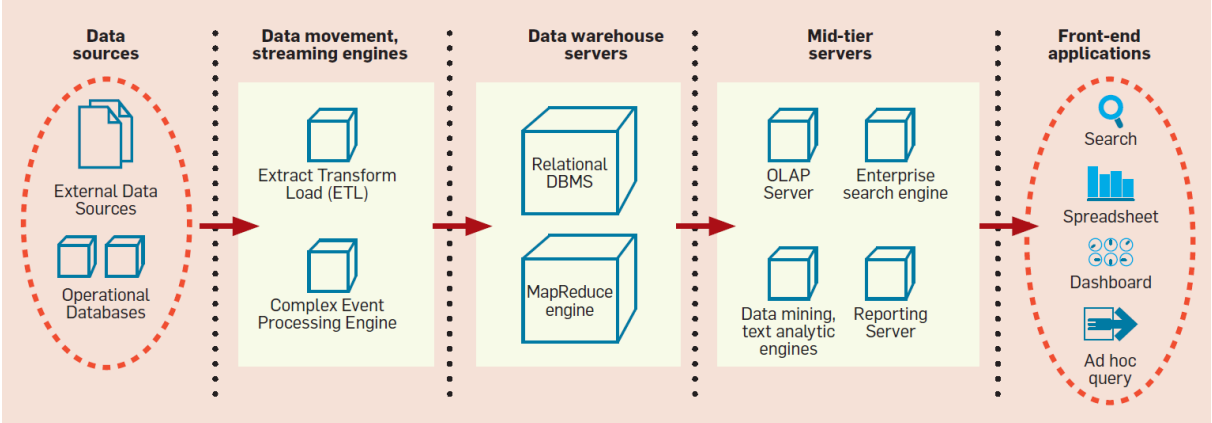 Data
sources
Data movement,
streaming engines
Data warehouse
servers
Mid-tier
servers
Front-end
applications
External Data
Sources
Operational
Databases
Extract Transform
Load (ETL)
Complex Event
Processing Engine
Relational
DBMS
MapReduce
engine
OLAP
Server
Enterprise
search engine
Data mining,
text analytic
engines
Reporting
Server
Search
Spreadsheet
Dashboard
Ad hoc
query